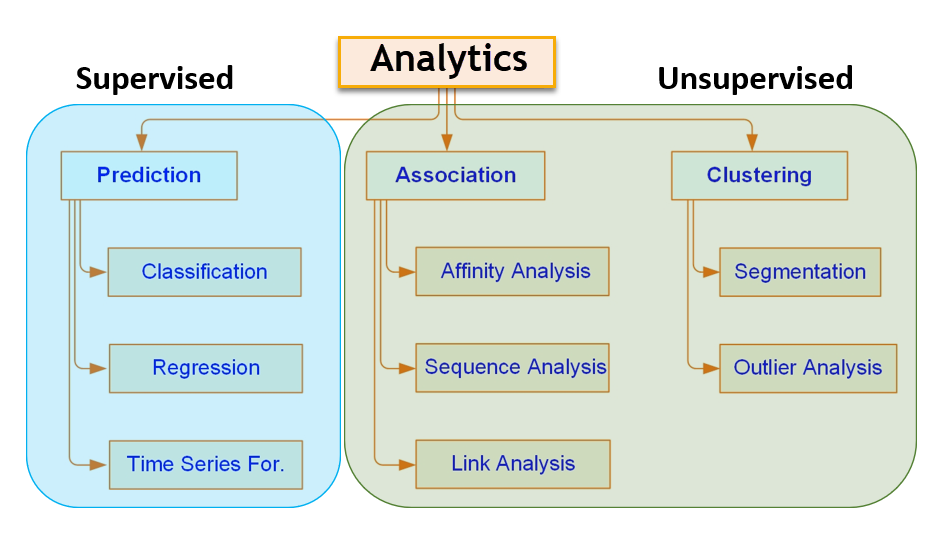 Analytics
Supervised
Unsupervised
Prediction
Association
Clustering
Classification
Affinity Analysis
Segmentation
Regression
Sequence Analysis
Outlier Analysis
Time Series For.
Link Analysis